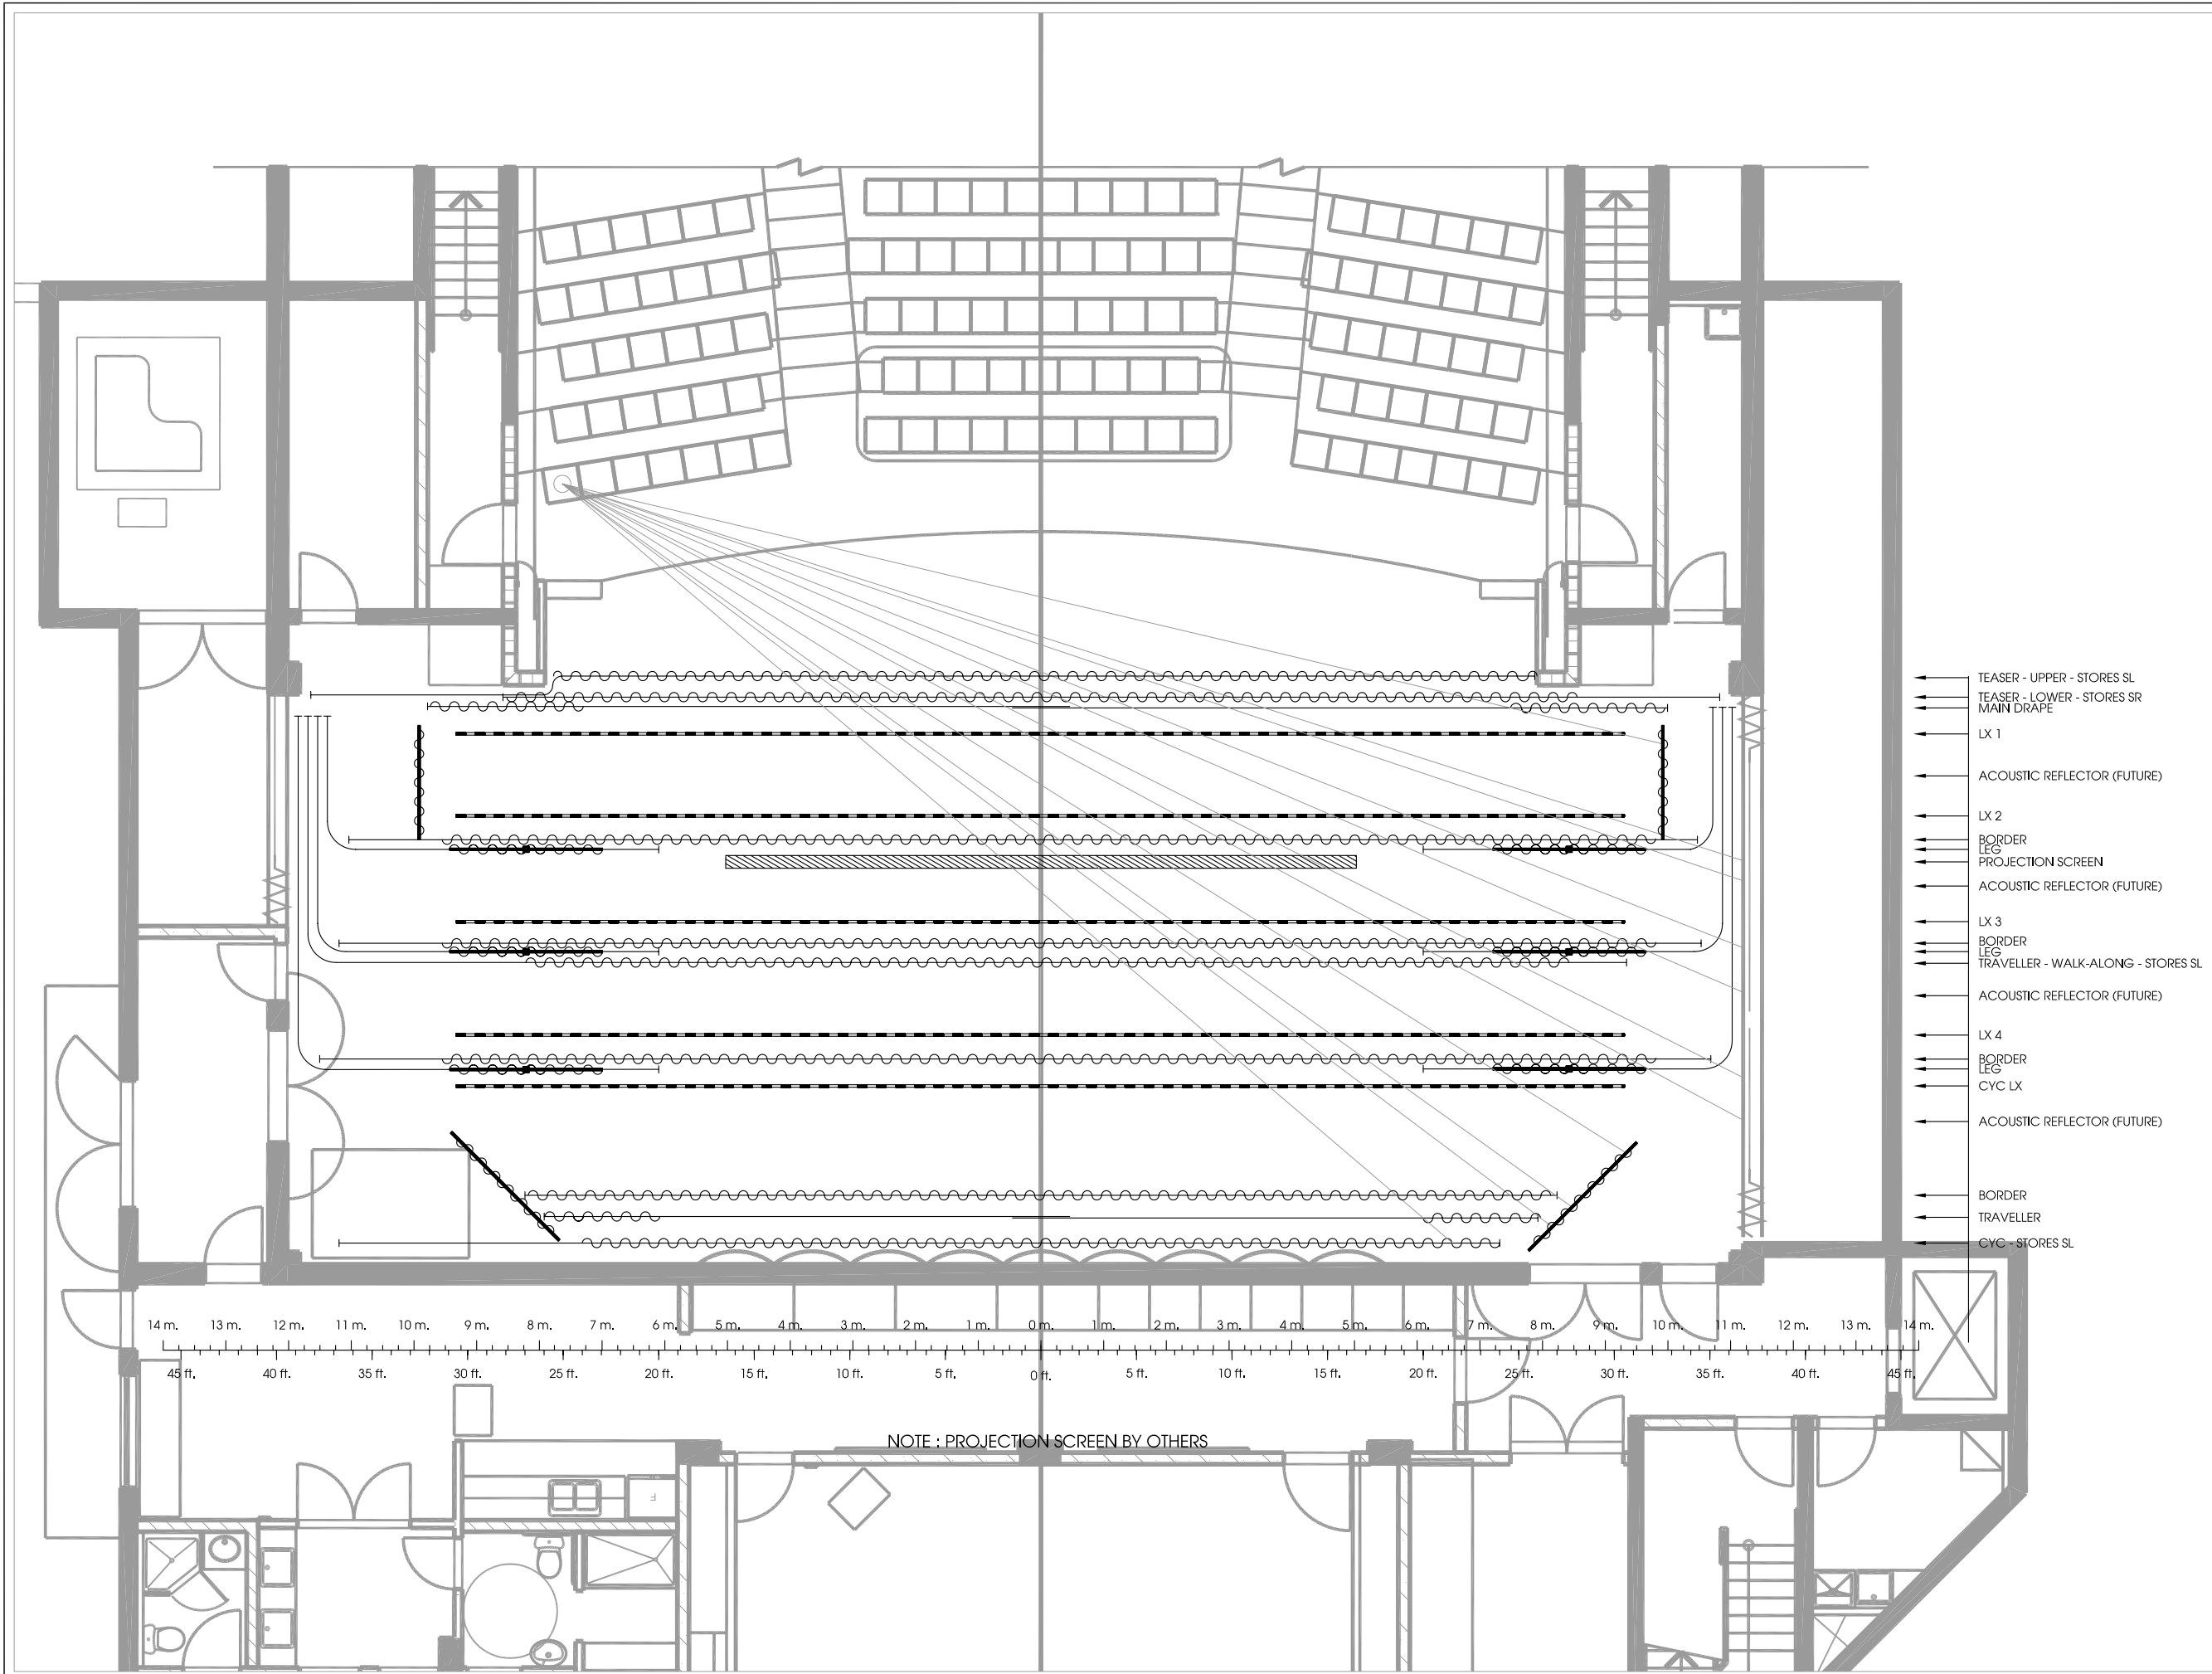 TEASER - UPPER - STORES SL
TEASER - LOWER - STORES SR
MAIN DRAPE
LX 1
ACOUSTIC REFLECTOR (FUTURE)
LX 2
BORDER
LEG
PROJECTION SCREEN
ACOUSTIC REFLECTOR (FUTURE)
LX 3
BORDER
LEG
TRAVELLER - WALK-ALONG - STORES SL
ACOUSTIC REFLECTOR (FUTURE)
LX 4
BORDER
LEG
CYC LX
ACOUSTIC REFLECTOR (FUTURE)
BORDER
TRAVELLER
CYC - STORES SL
14 m. 13 m. 12 m. 11 m. 10 m. 9 m. 8 m. 7 m. 6 m. 5 m. 4 m. 3 m. 2 m. 1 m. 0 m. 1 m. 2 m. 3 m. 4 m. 5 m. 6 m. 7 m. 8 m. 9 m. 10 m. 11 m. 12 m. 13 m. 14 m.
45 ft. 40 ft. 35 ft. 30 ft. 25 ft. 20 ft. 15 ft. 10 ft. 5 ft. 0 ft. 5 ft. 10 ft. 15 ft. 20 ft. 25 ft. 30 ft. 35 ft. 40 ft. 45 ft.
NOTE : PROJECTION SCREEN BY OTHERS